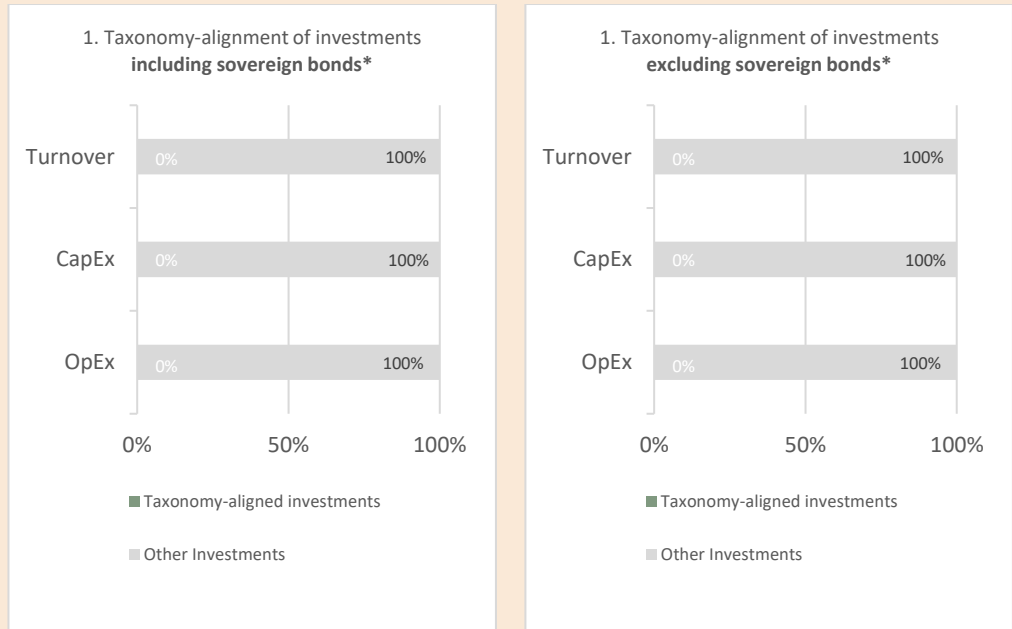 1. Taxonomy-alignment of investments
including sovereign bonds*
Turnover
0%
100%
CapEx
0%
100%
OpEx
0%
100%
0%
50%
100%
Taxonomy-aligned investments
Other Investments
1. Taxonomy-alignment of investments
excluding sovereign bonds*
Turnover
0%
100%
CapEx
0%
100%
OpEx
0%
100%
0%
50%
100%
Taxonomy-aligned investments
Other Investments